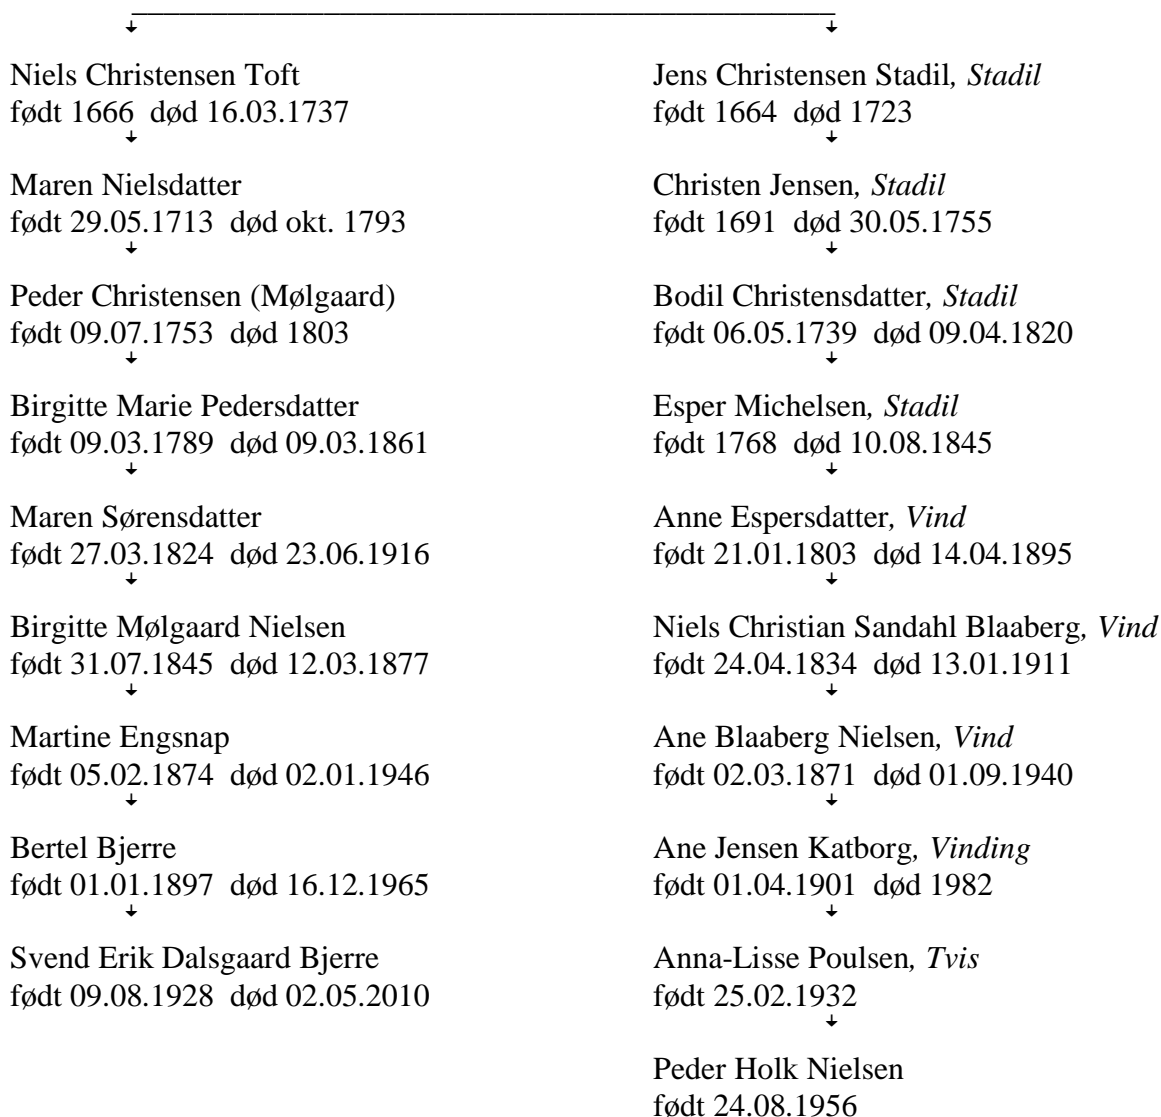 Niels Christensen Toft
født 1666 død 16.03.1737
Maren Nielsdatter
født 29.05.1713 død okt. 1793
Peder Christensen (Mølgaard)
født 09.07.1753 død 1803
Birgitte Marie Pedersdatter
født 09.03.1789 død 09.03.1861
Maren Sørensdatter
født 27.03.1824 død 23.06.1916
Birgitte Mølgaard Nielsen
født 31.07.1845 død 12.03.1877
Martine Engsnap
født 05.02.1874 død 02.01.1946
Bertel Bjerre
født 01.01.1897 død 16.12.1965
Svend Erik Dalsgaard Bjerre
født 09.08.1928 død 02.05.2010
Jens Christensen Stadil, Stadil
født 1664 død 1723
Christen Jensen, Stadil
født 1691 død 30.05.1755
Bodil Christensdatter, Stadil
født 06.05.1739 død 09.04.1820
Esper Michelsen, Stadil
født 1768 død 10.08.1845
Anne Espersdatter, Vind
født 21.01.1803 død 14.04.1895
Niels Christian Sandahl Blaaberg, Vind
født 24.04.1834 død 13.01.1911
Ane Blaaberg Nielsen, Vind
født 02.03.1871 død 01.09.1940
Ane Jensen Katborg, Vinding
født 01.04.1901 død 1982
Anna-Lisse Poulsen, Tvis
født 25.02.1932
Peder Holk Nielsen
født 24.08.1956